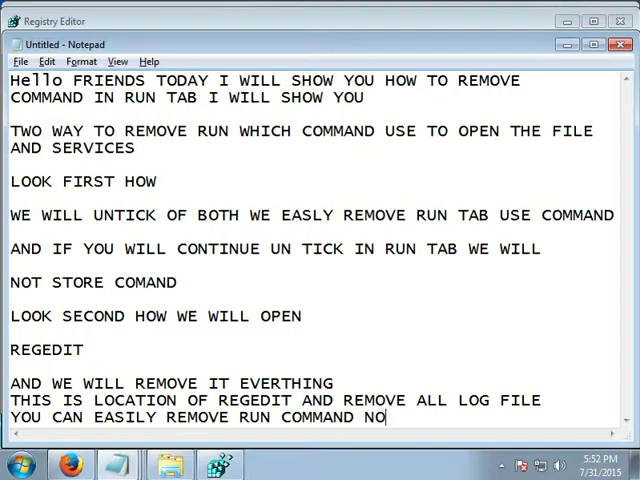 Registry Editor
Untitled - Notepad
File Edit Format View Help
Hello FRIENDS TODAY I WILL SHOW YOU HOW TO REMOVE
COMMAND IN RUN TAB I WILL SHOW YOU
TWO WAY TO REMOVE RUN WHICH COMMAND USE TO OPEN THE FILE
AND SERVICES
LOOK FIRST HOW
WE WILL UNTICK OF BOTH WE EASLY REMOVE RUN TAB USE COMMAND
AND IF YOU WILL CONTINUE UN TICK IN RUN TAB WE WILL
NOT STORE COMAND
LOOK SECOND HOW WE WILL OPEN
REGEDIT
AND WE WILL REMOVE IT EVERTHING
THIS IS LOCATION OF REGEDIT AND REMOVE ALL LOG FILE
YOU CAN EASILY REMOVE RUN COMMAND NO
5:52 PM
7/31/2015